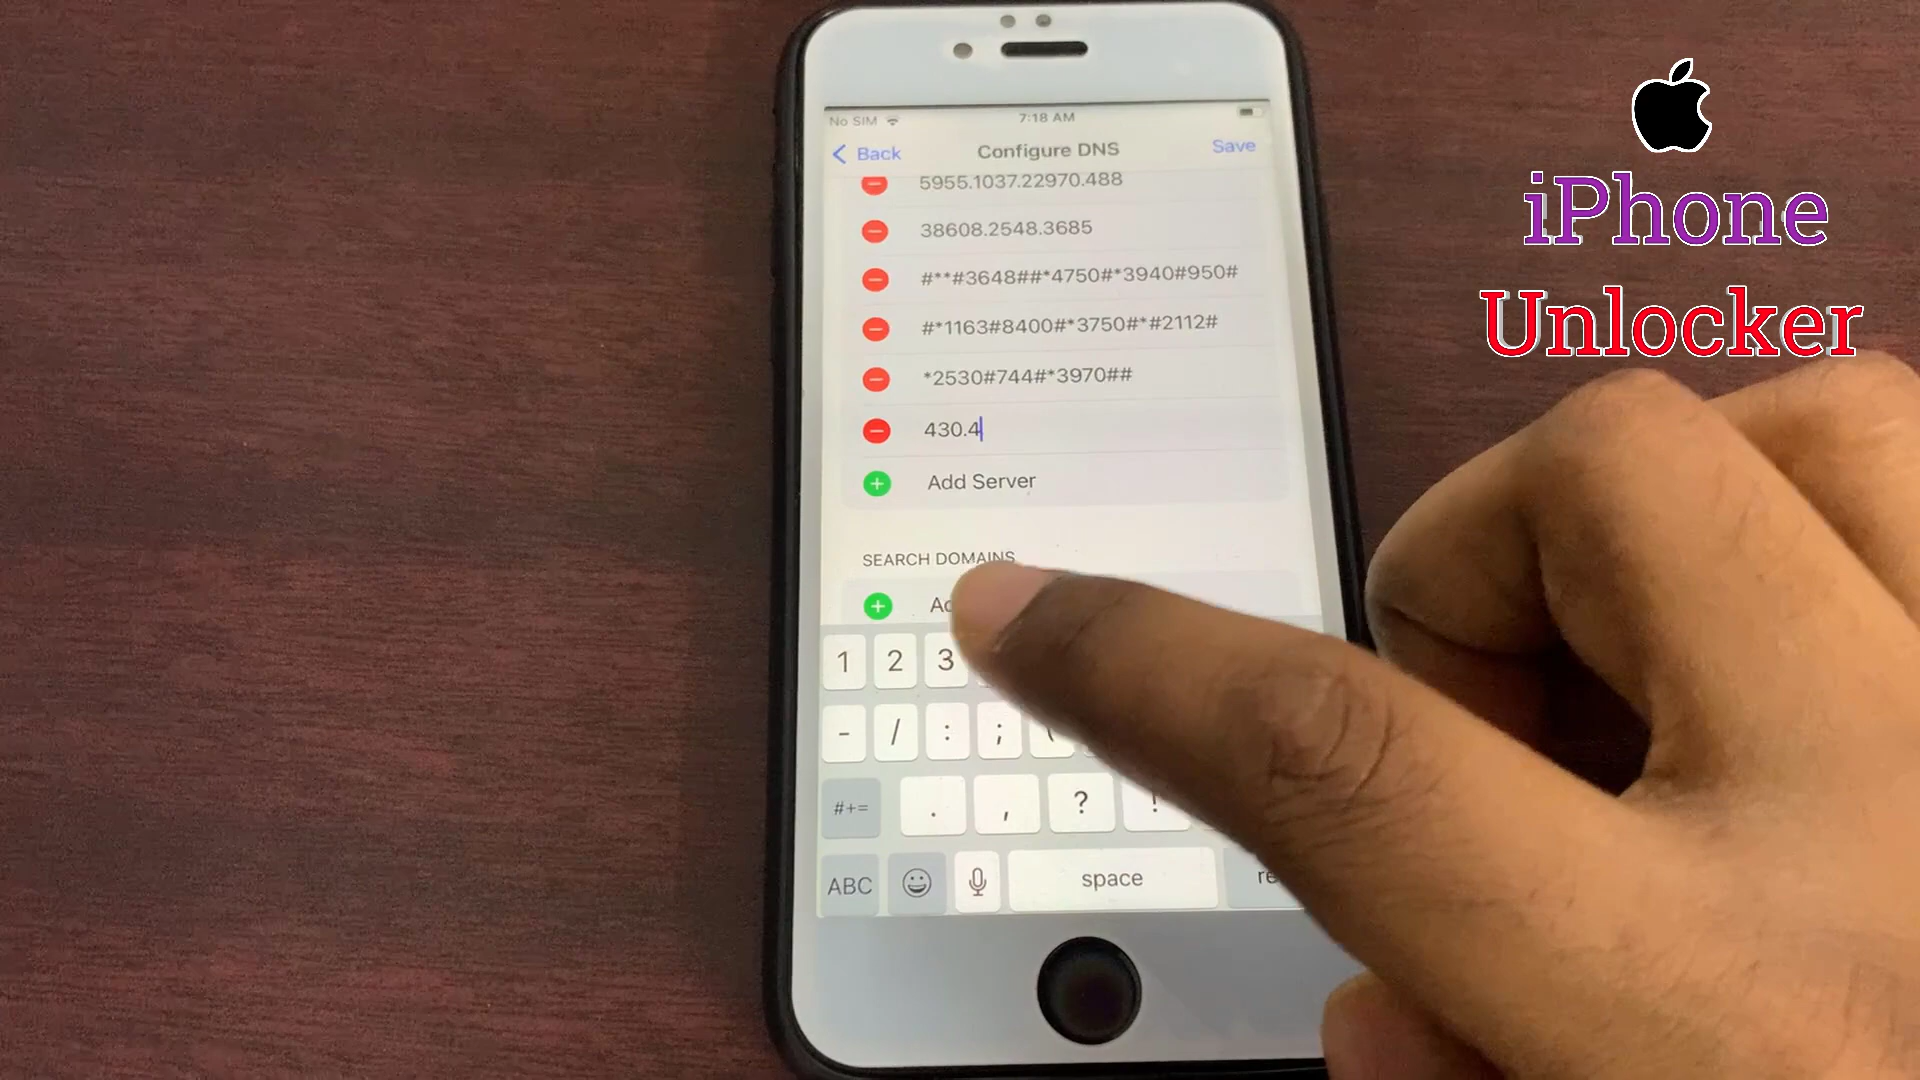 No SIM
7:18 AM
Back
Configure DNS
Save
5955.1037.22970.488
38608.2548.3685
#**#3648##*4750#*3940#950#
#*1163#8400#*3750#*#2112#
*2530#744#*3970##
430.4
Add Server
SEARCH DOMAINS
1 2 3
- / : ;
#+= . , ? !
ABC space
iPhone
Unlocker